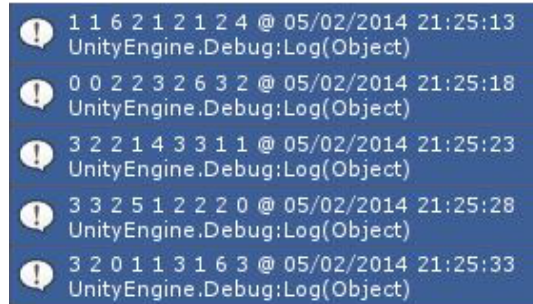 1 1 6 2 1 2 1 2 4 @ 05/02/2014 21:25:13
UnityEngine.Debug:Log(Object)
0 0 2 2 3 2 6 3 2 @ 05/02/2014 21:25:18
UnityEngine.Debug:Log(Object)
3 2 2 1 4 3 3 1 1 @ 05/02/2014 21:25:23
UnityEngine.Debug:Log(Object)
3 3 2 5 1 2 2 2 0 @ 05/02/2014 21:25:28
UnityEngine.Debug:Log(Object)
3 2 0 1 1 3 1 6 3 @ 05/02/2014 21:25:33
UnityEngine.Debug:Log(Object)